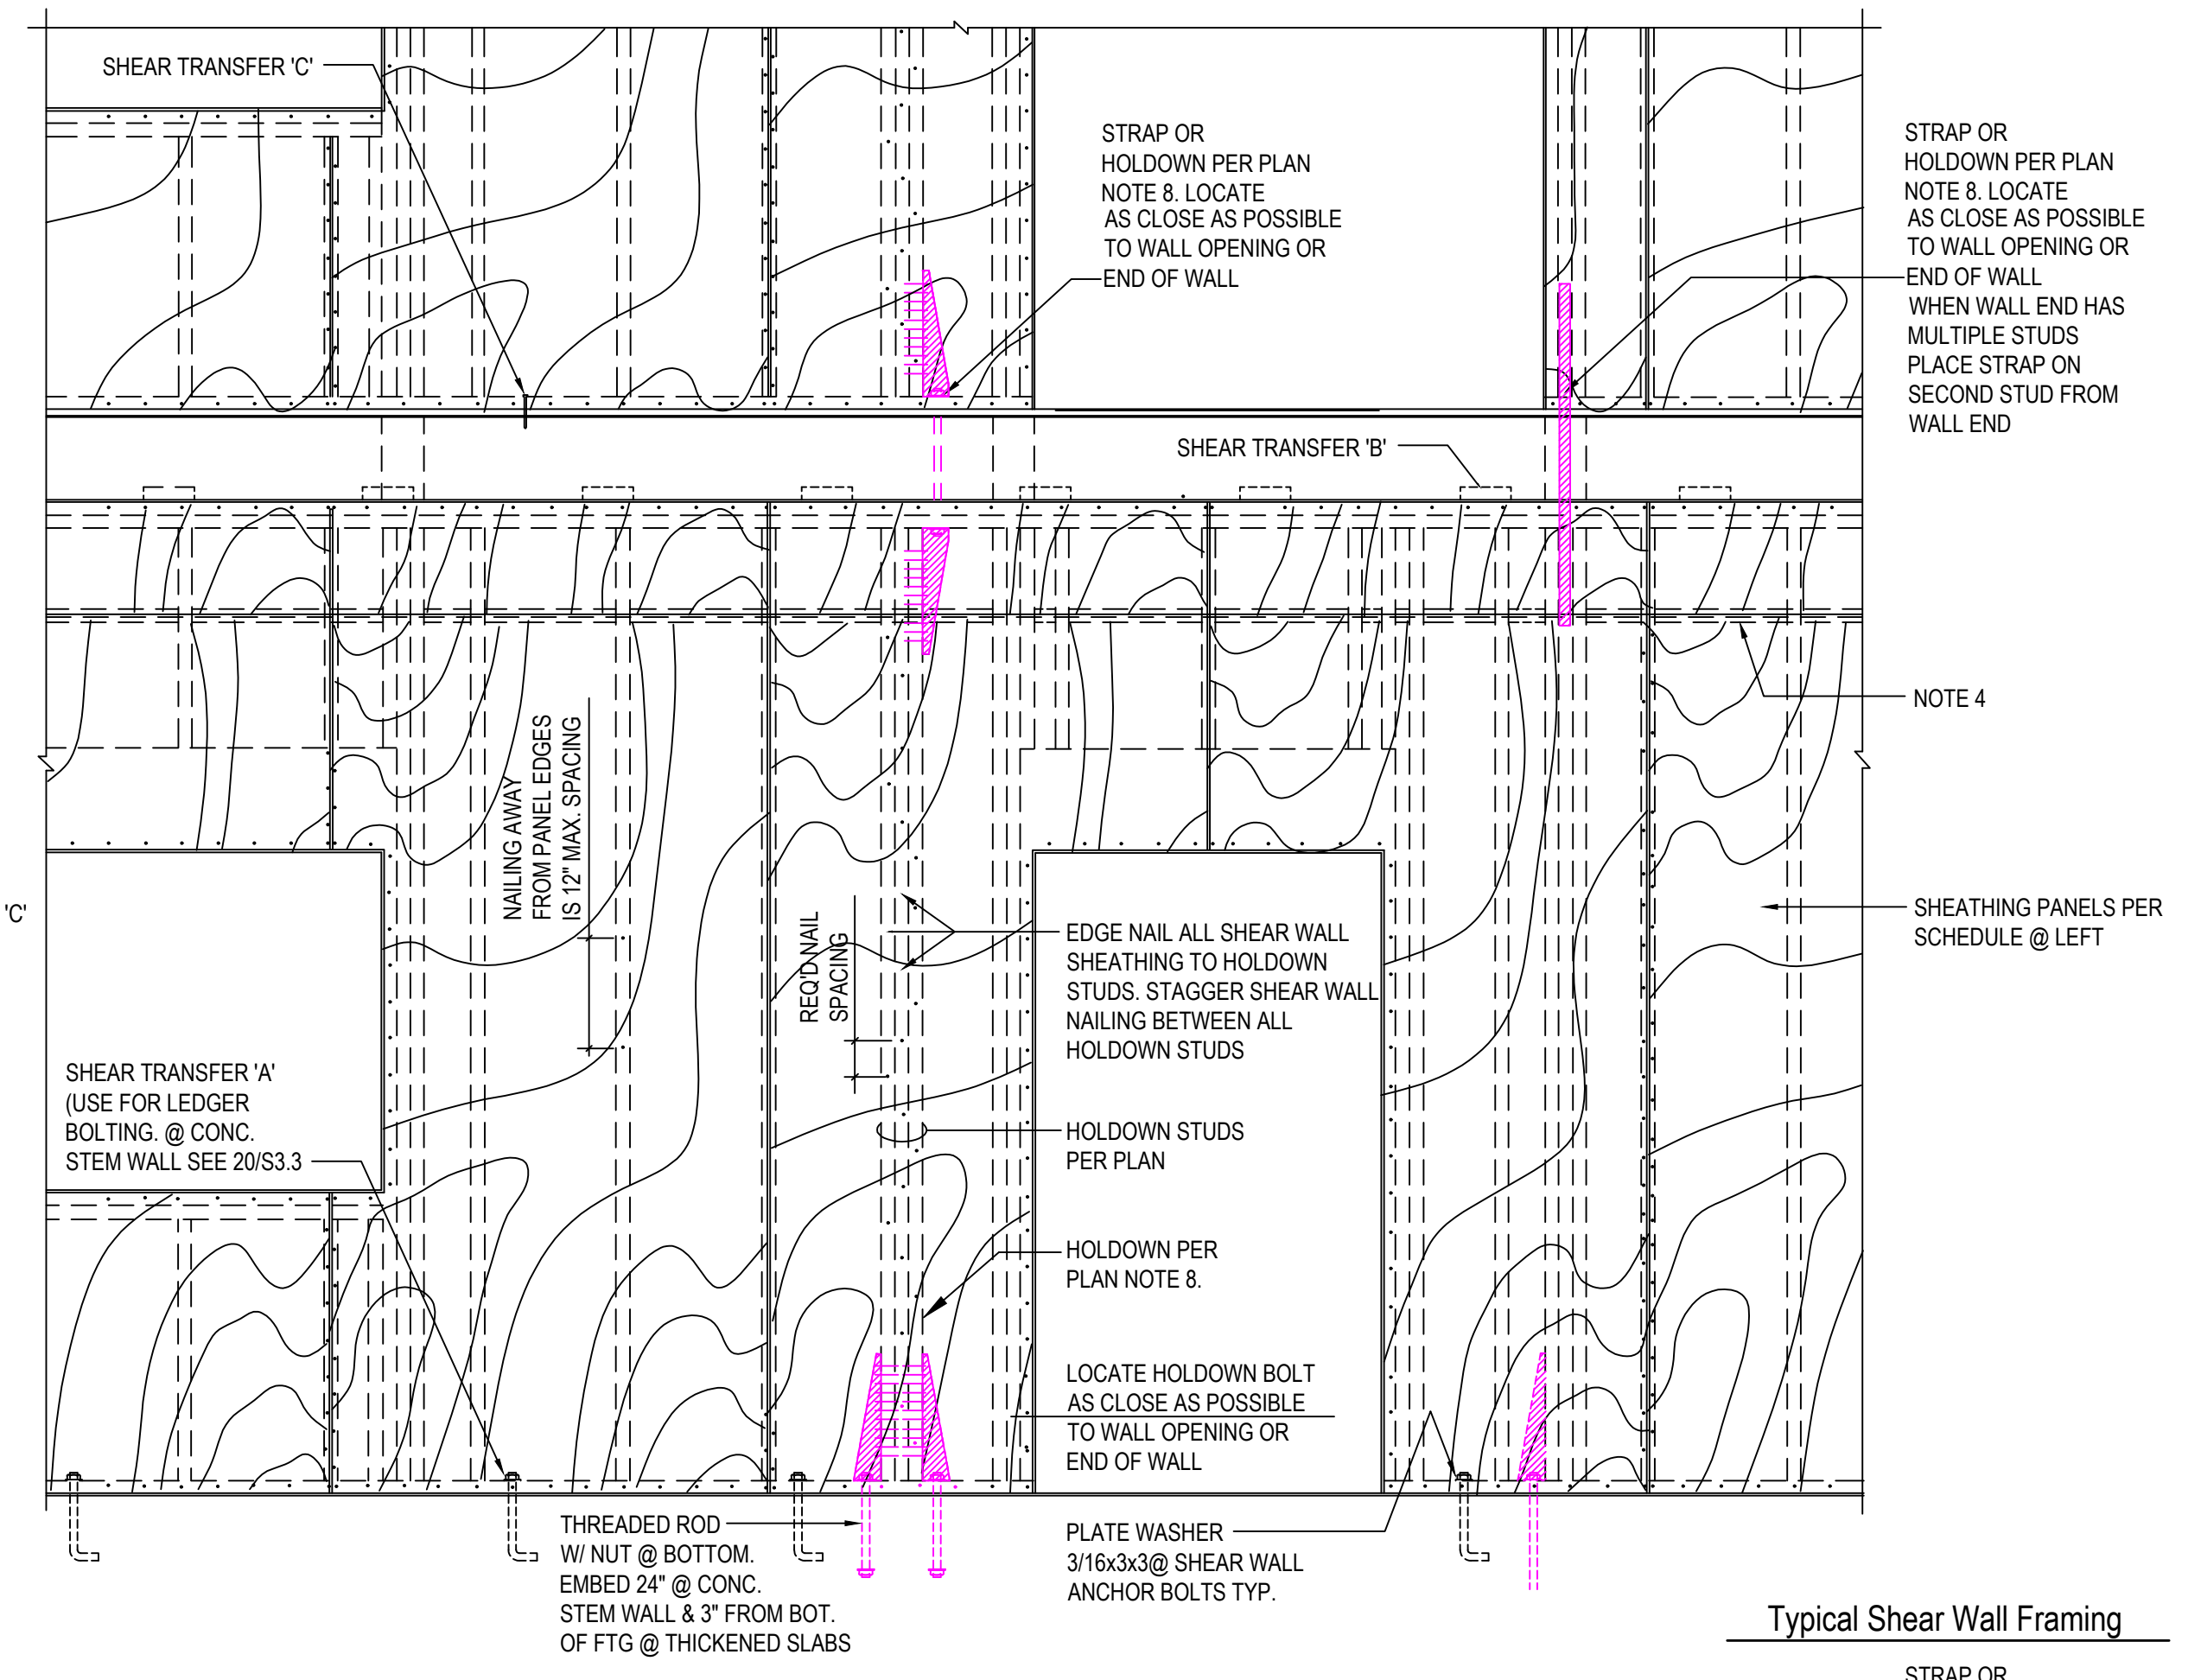 SHEAR TRANSFER 'C'
STRAP OR
HOLDOWN PER PLAN
NOTE 8. LOCATE
AS CLOSE AS POSSIBLE
TO WALL OPENING OR
END OF WALL
STRAP OR
HOLDOWN PER PLAN
NOTE 8. LOCATE
AS CLOSE AS POSSIBLE
TO WALL OPENING OR
END OF WALL
WHEN WALL END HAS
MULTIPLE STUDS
PLACE STRAP ON
SECOND STUD FROM
WALL END
SHEAR TRANSFER 'B'
NOTE 4
NAILING AWAY
FROM PANEL EDGES
IS 12" MAX. SPACING
'C'
REQ'D NAIL
SPACING
EDGE NAIL ALL SHEAR WALL
SHEATHING TO HOLDOWN
STUDS. STAGGER SHEAR WALL
NAILING BETWEEN ALL
HOLDOWN STUDS
SHEATHING PANELS PER
SCHEDULE @ LEFT
SHEAR TRANSFER 'A'
(USE FOR LEDGER
BOLTING. @ CONC.
STEM WALL SEE 20/S3.3
HOLDOWN STUDS
PER PLAN
HOLDOWN PER
PLAN NOTE 8.
LOCATE HOLDOWN BOLT
AS CLOSE AS POSSIBLE
TO WALL OPENING OR
END OF WALL
THREADED ROD
W/ NUT @ BOTTOM.
EMBED 24" @ CONC.
STEM WALL & 3" FROM BOT.
OF FTG @ THICKENED SLABS
PLATE WASHER
3/16x3x3@ SHEAR WALL
ANCHOR BOLTS TYP.
Typical Shear Wall Framing
STRAP OR